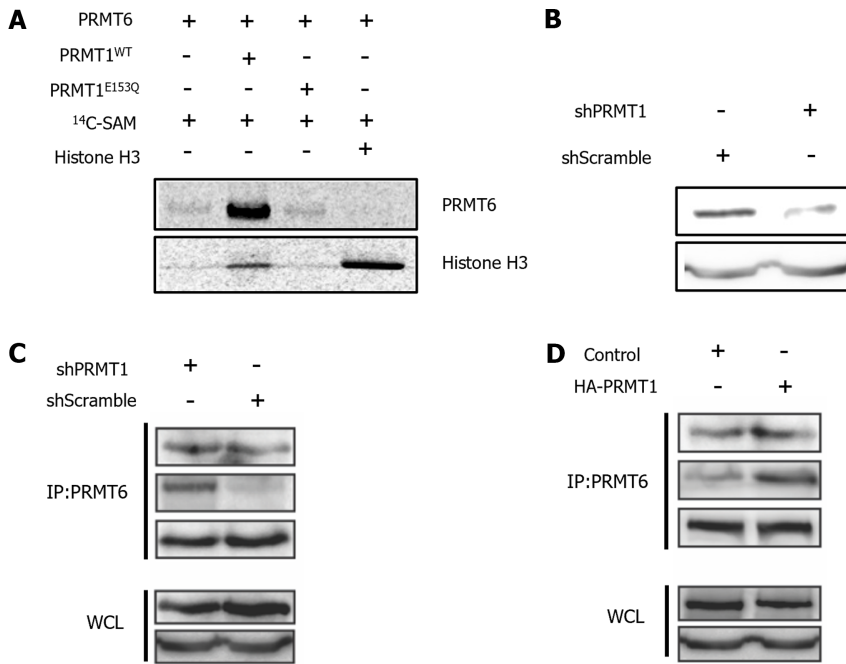 A
PRMT6 + + + +
PRMT1ᵂᵀ - + - -
PRMT1ᴱ¹⁵³Q - - + -
¹⁴C-SAM + + + +
Histone H3 - - - +
PRMT6
Histone H3
B
shPRMT1 - +
shScramble + -
C
shPRMT1 + -
shScramble - +
IP:PRMT6
WCL
D
Control + -
HA-PRMT1 - +
IP:PRMT6
WCL